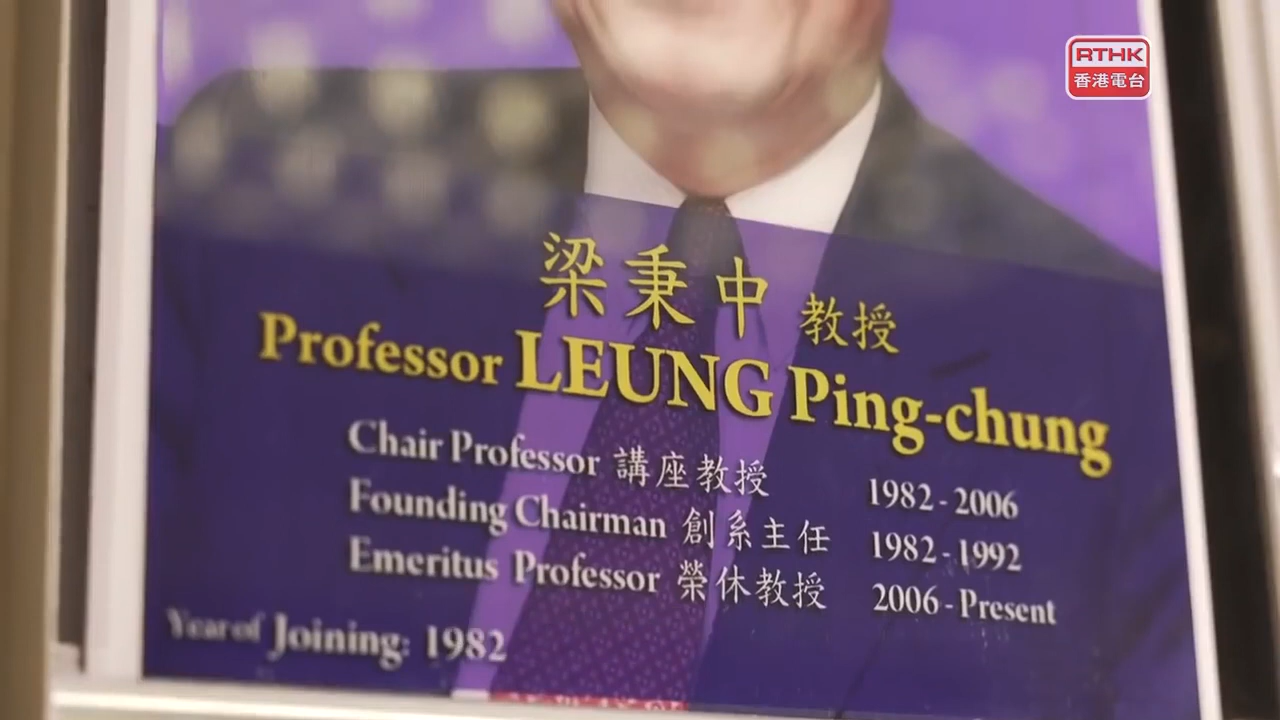 RTHK
香港電台
梁秉中 教授
Professor LEUNG Ping-chung
Chair Professor 講座教授 1982 - 2006
Founding Chairman 創系主任 1982 - 1992
Emeritus Professor 榮休教授 2006 - Present
Year of Joining: 1982